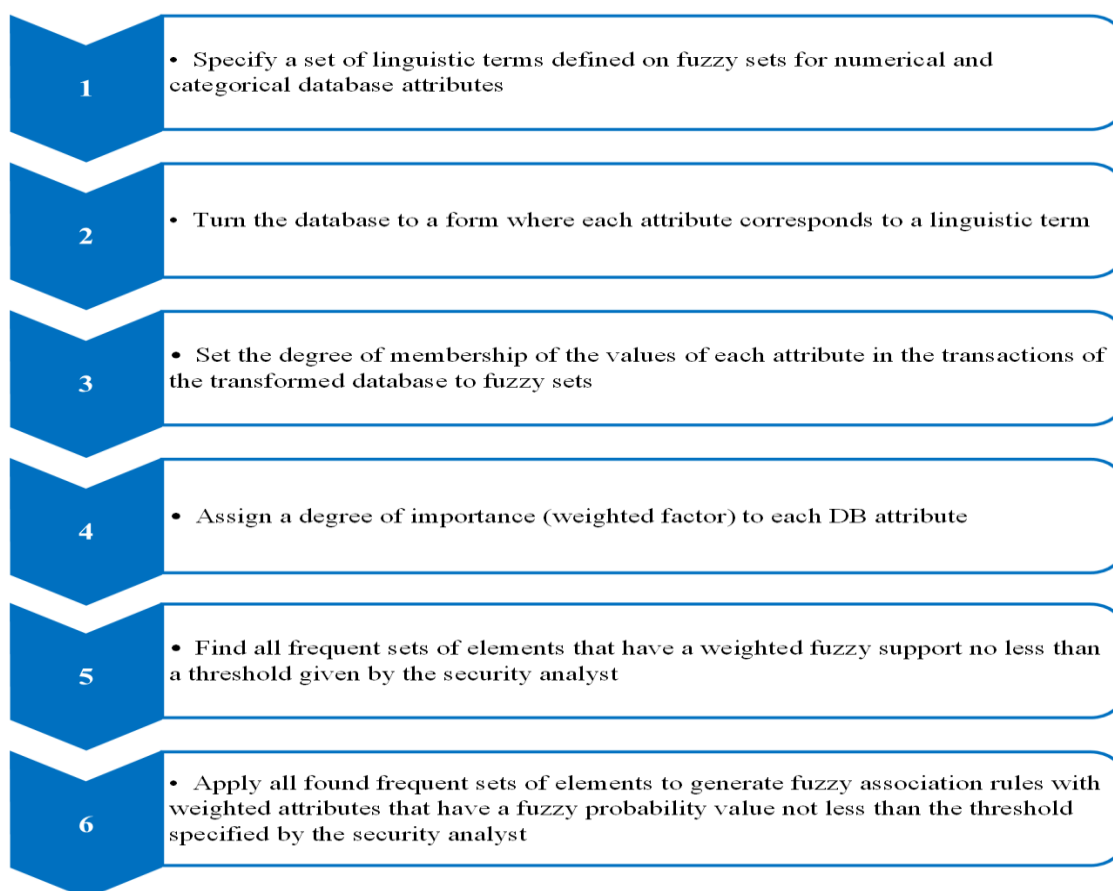 1
• Specify a set of linguistic terms defined on fuzzy sets for numerical and
categorical database attributes
2
• Turn the database to a form where each attribute corresponds to a linguistic term
3
• Set the degree of membership of the values of each attribute in the transactions of
the transformed database to fuzzy sets
4
• Assign a degree of importance (weighted factor) to each DB attribute
5
• Find all frequent sets of elements that have a weighted fuzzy support no less than
a threshold given by the security analyst
6
• Apply all found frequent sets of elements to generate fuzzy association rules with
weighted attributes that have a fuzzy probability value not less than the threshold
specified by the security analyst